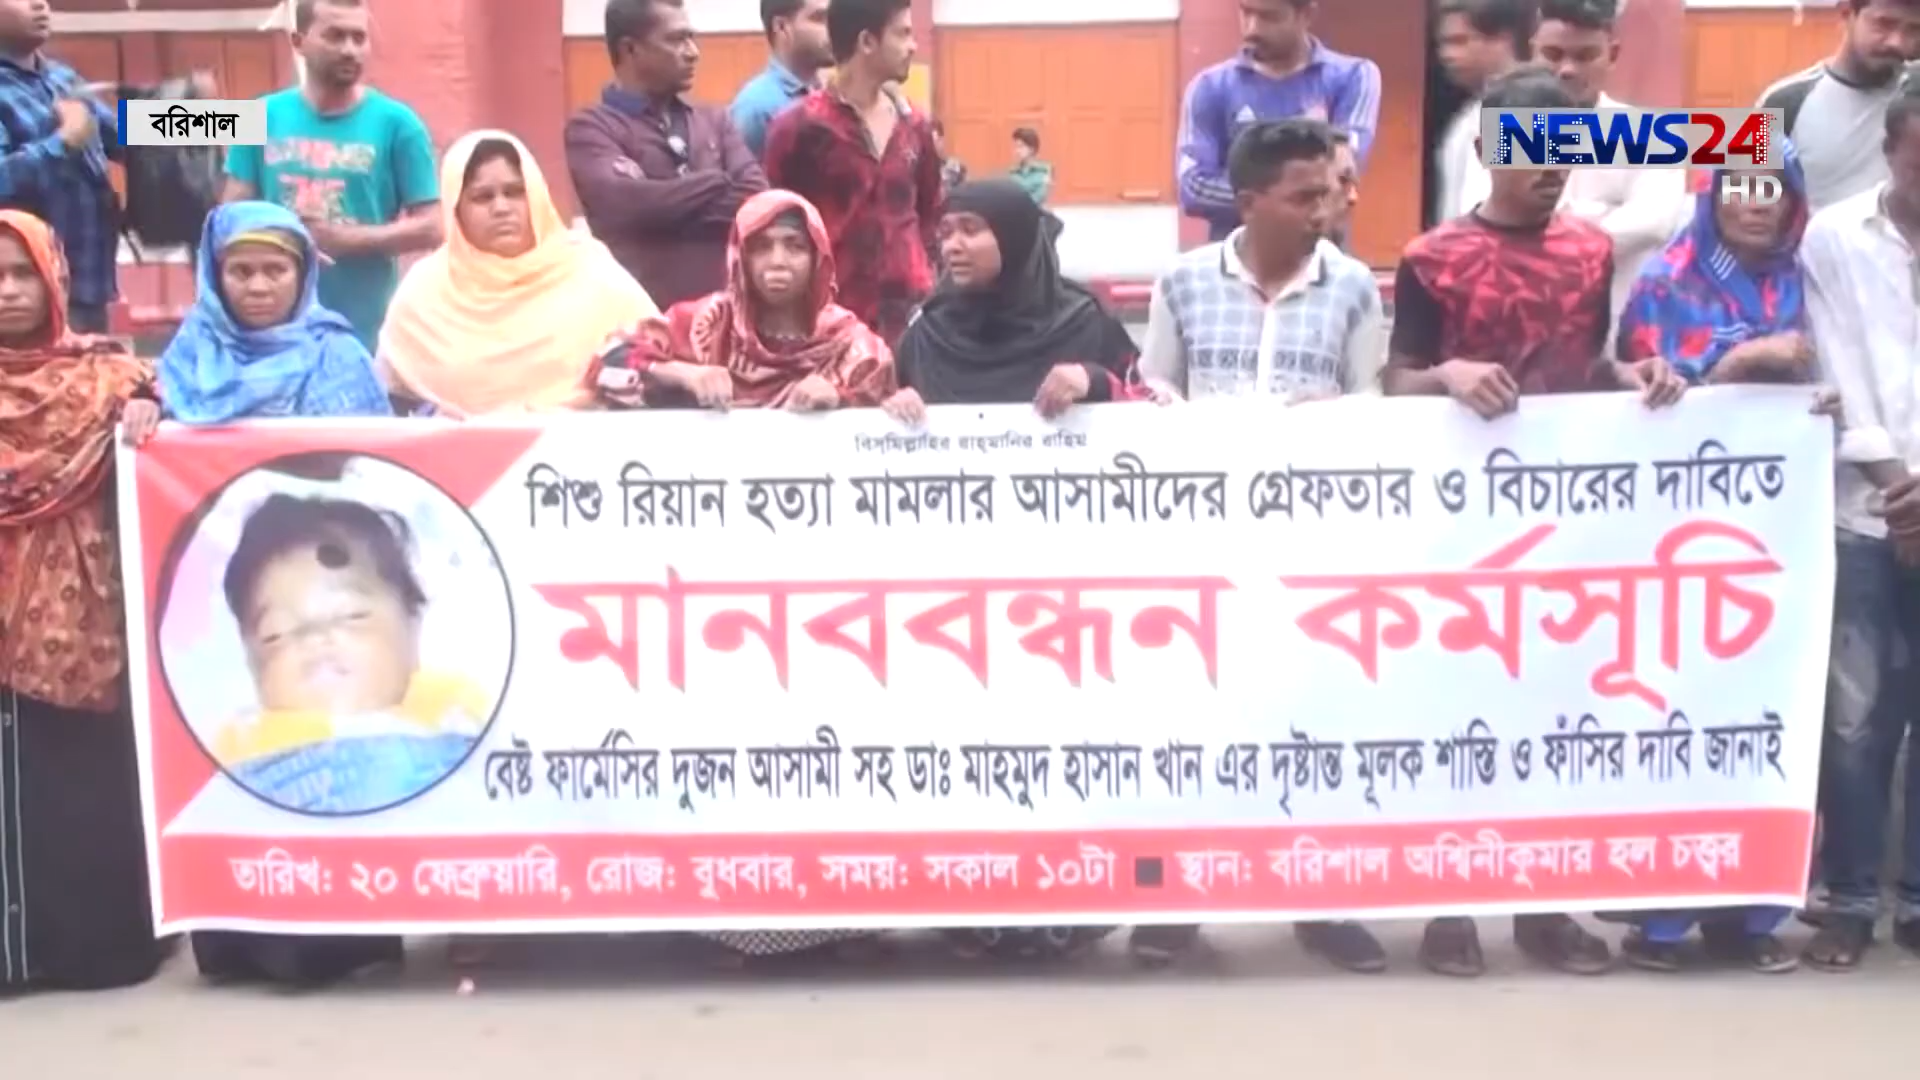 বরিশাল
NEWS24
HD
বিসমিল্লাহির রাহমানির রাহিম
শিশু রিয়ান হত্যা মামলার আসামীদের গ্রেফতার ও বিচারের দাবিতে
মানববন্ধন কর্মসূচি
বেষ্ট ফার্মেসির দুজন আসামী সহ ডাঃ মাহমুদ হাসান খান এর দৃষ্টান্ত মূলক শাস্তি ও ফাঁসির দাবি জানাই
তারিখ: ২০ ফেব্রুয়ারি, রোজ: বুধবার, সময়: সকাল ১০টা ■ স্থান: বরিশাল অশ্বিনীকুমার হল চত্ত্বর